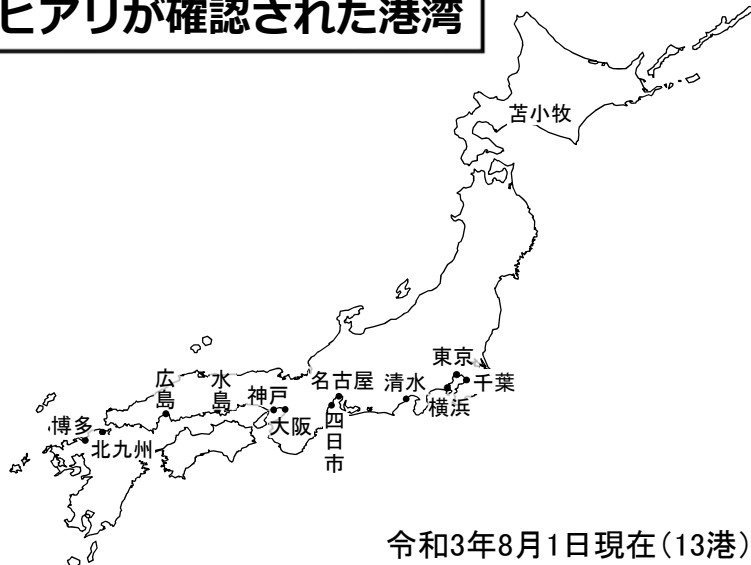 ヒアリが確認された港湾
苫小牧
東京
千葉
横浜
清水
名古屋
四日市
大阪
神戸
水島
広島
博多
北九州
令和3年8月1日現在(13港)